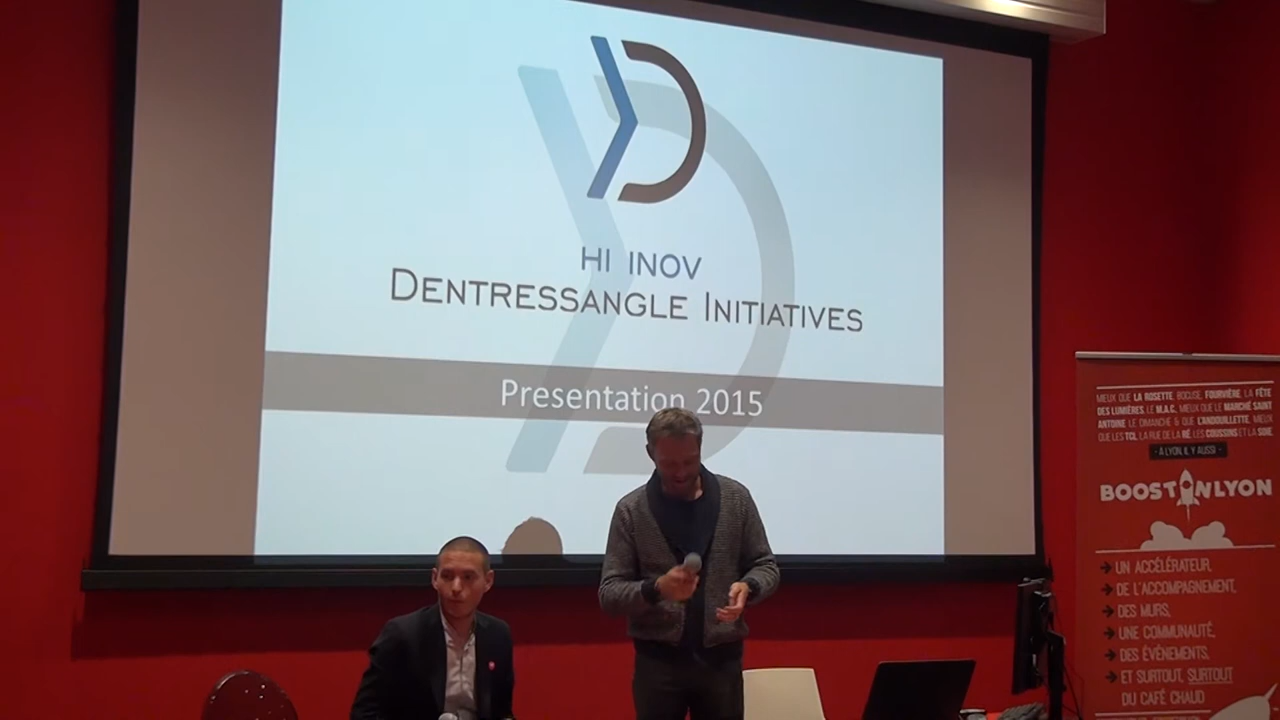 HI INOV
DENTRESSANGLE INITIATIVES
Presentation 2015
MIEUX QUE LA ROSETTE, BOCUSE, FOURVIÈRE, LA FÊTE
DES LUMIÈRES, LE M.A.C., MIEUX QUE LE MARCHÉ SAINT
ANTOINE LE DIMANCHE & QUE L'ANDOUILLETTE, MIEUX
QUE LES TCL, LA RUE DE LA RÉ, LES COUSSINS ET LA SOIE
- A LYON, IL Y AUSSI -
BOOSTINLYON
→ UN ACCÉLÉRATEUR,
→ DE L'ACCOMPAGNEMENT,
→ DES MURS,
→ UNE COMMUNAUTÉ,
→ DES ÉVÈNEMENTS,
→ ET SURTOUT, SURTOUT
DU CAFÉ CHAUD